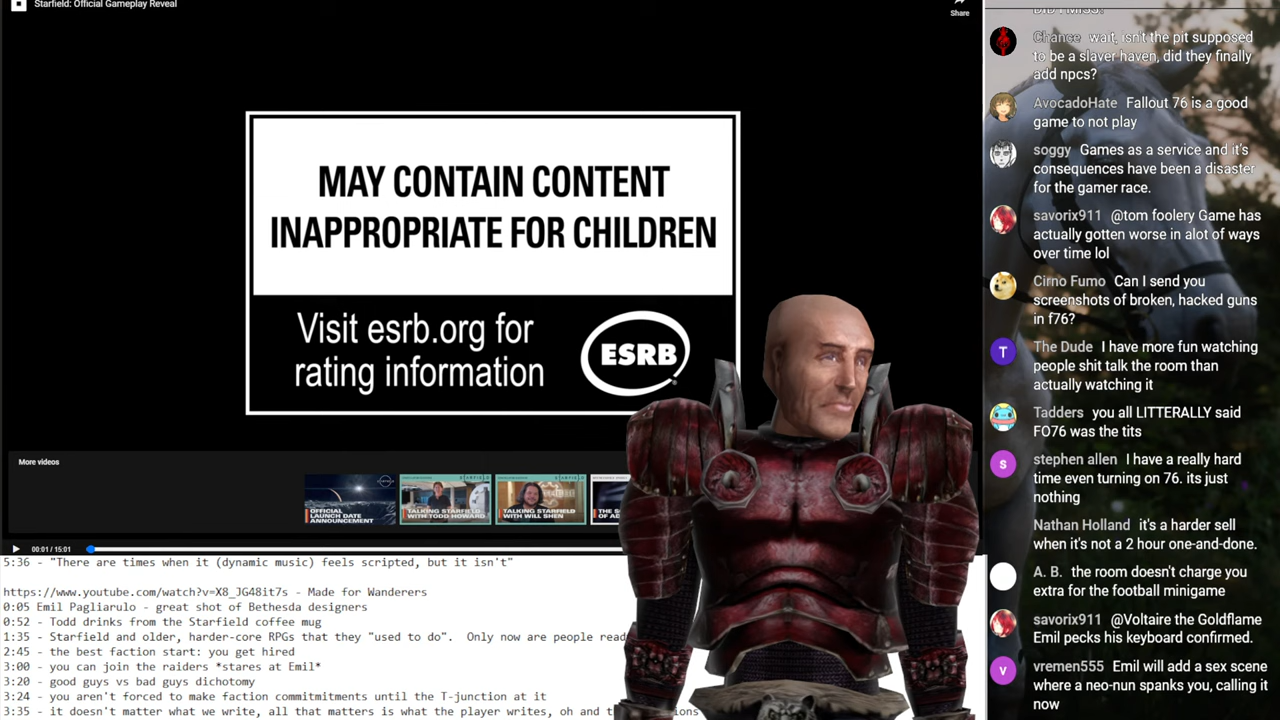 Starfield: Official Gameplay Reveal
Share
MAY CONTAIN CONTENT
INAPPROPRIATE FOR CHILDREN
Visit esrb.org for
rating information
ESRB
More videos
OFFICIAL
LAUNCH DATE
ANNOUNCEMENT
TALKING STARFIELD
WITH TODD HOWARD
TALKING STARFIELD
WITH WILL SHEN
00:01 / 15:01
5:36 - "There are times when it (dynamic music) feels scripted, but it isn't"
https://www.youtube.com/watch?v=X8_JG48it7s - Made for Wanderers
0:05 Emil Pagliarulo - great shot of Bethesda designers
0:52 - Todd drinks from the Starfield coffee mug
1:35 - Starfield and older, harder-core RPGs that they "used to do".  Only now are people
2:45 - the best faction start: you get hired
3:00 - you can join the raiders *stares at Emil*
3:20 - good guys vs bad guys dichotomy
3:24 - you aren't forced to make faction commitmitments until the T-junction at it
3:35 - it doesn't matter what we write, all that matters is what the player writes, oh and
Chance wait, isn't the pit supposed
to be a slaver haven, did they finally
add npcs?
AvocadoHate Fallout 76 is a good
game to not play
soggy Games as a service and it's
consequences have been a disaster
for the gamer race.
savorix911 @tom foolery Game has
actually gotten worse in alot of ways
over time lol
Cirno Fumo Can I send you
screenshots of broken, hacked guns
in f76?
T
The Dude I have more fun watching
people shit talk the room than
actually watching it
Tadders you all LITTERALLY said
FO76 was the tits
S
stephen allen I have a really hard
time even turning on 76. its just
nothing
Nathan Holland it's a harder sell
when it's not a 2 hour one-and-done.
A. B. the room doesn't charge you
extra for the football minigame
savorix911 @Voltaire the Goldflame
Emil pecks his keyboard confirmed.
V
vremen555 Emil will add a sex scene
where a neo-nun spanks you, calling it
now